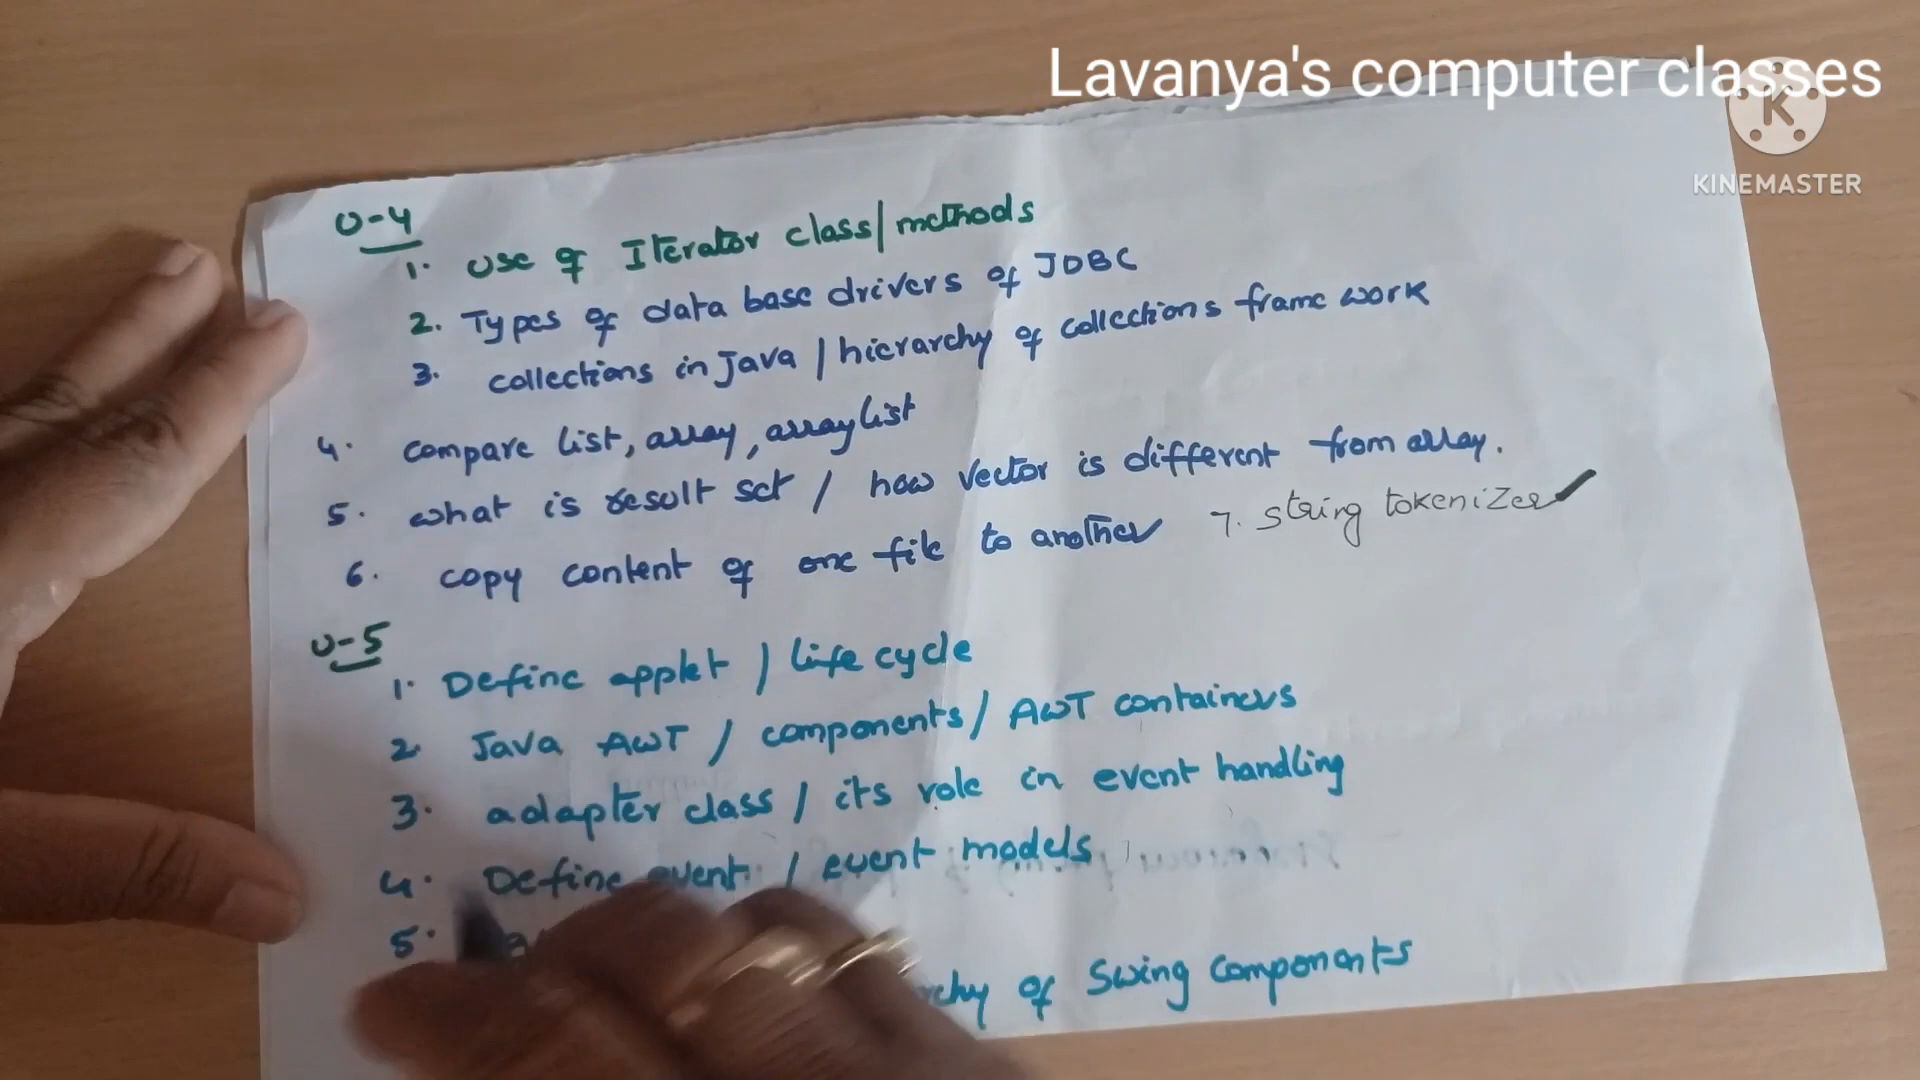 Lavanya's computer classes
KINEMASTER
U-4
1. Use of Iterator class/methods
2. Types of data base drivers of JDBC
3. collections in Java / hierarchy of collections frame work
4. compare list, array, arraylist
5. what is result set / how vector is different from array.
6. copy content of one file to another
7. string tokenizer
U-5
1. Define applet / life cycle
2. Java AWT / components / AWT containers
3. adapter class / its role in event handling
4. Define event / event models
5.
of Swing Components